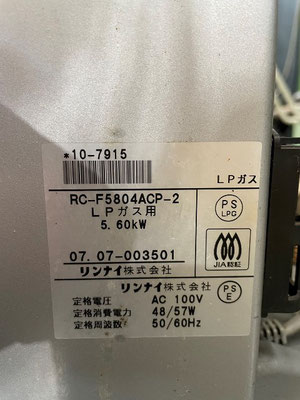 *10-7915
LPガス
RC-F5804ACP-2
LPガス用
5.60kW
PS
LPG
07.07-003501
リンナイ株式会社
JIA認証
リンナイ株式会社
定格電圧 AC 100V
定格消費電力 48/57W
定格周波数 50/60Hz
PS
E